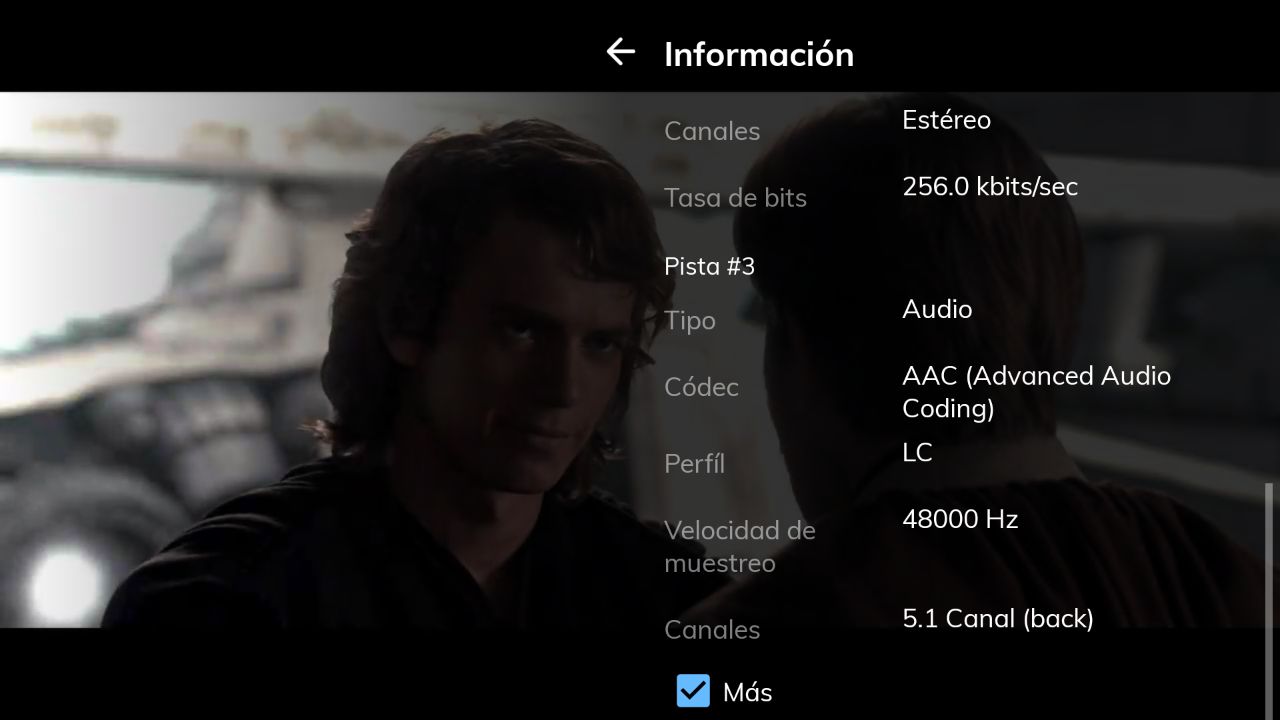 Información
Canales
Estéreo
Tasa de bits
256.0 kbits/sec
Pista #3
Tipo
Audio
Códec
AAC (Advanced Audio
Coding)
Perfíl
LC
Velocidad de
muestreo
48000 Hz
Canales
5.1 Canal (back)
Más